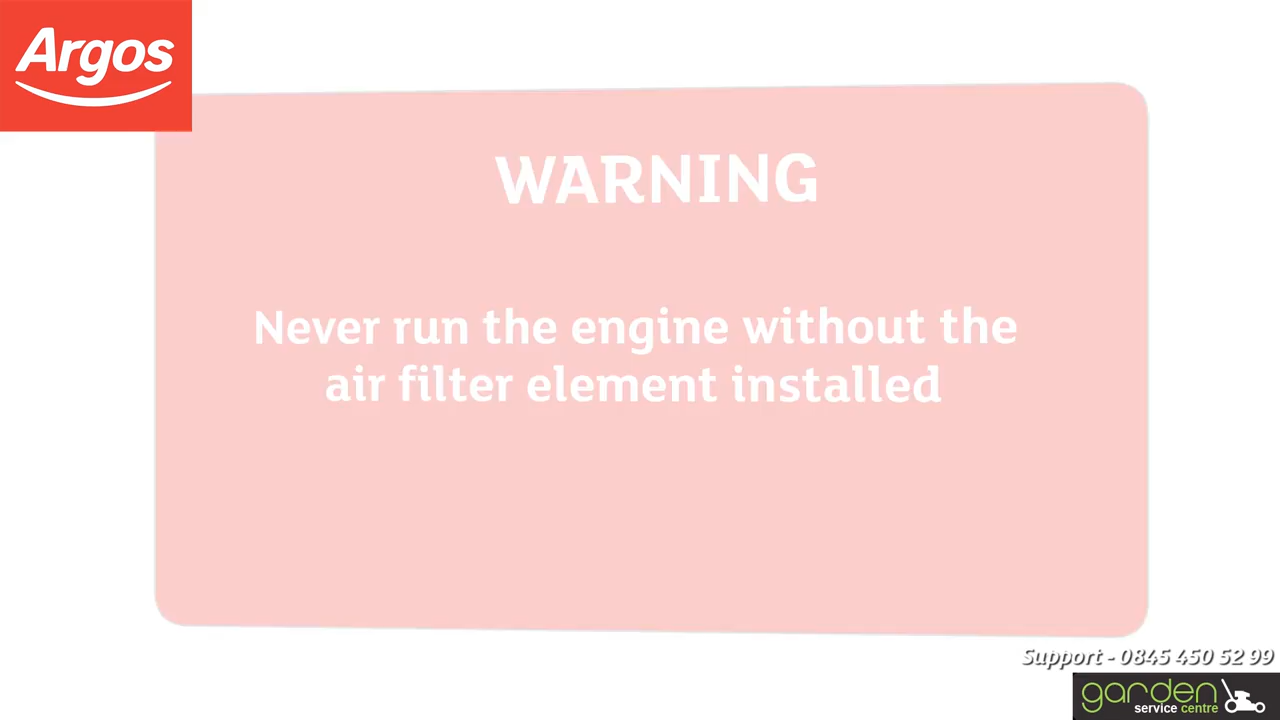 Argos
WARNING
Never run the engine without the
air filter element installed
Support - 0845 450 52 99
garden
service centre